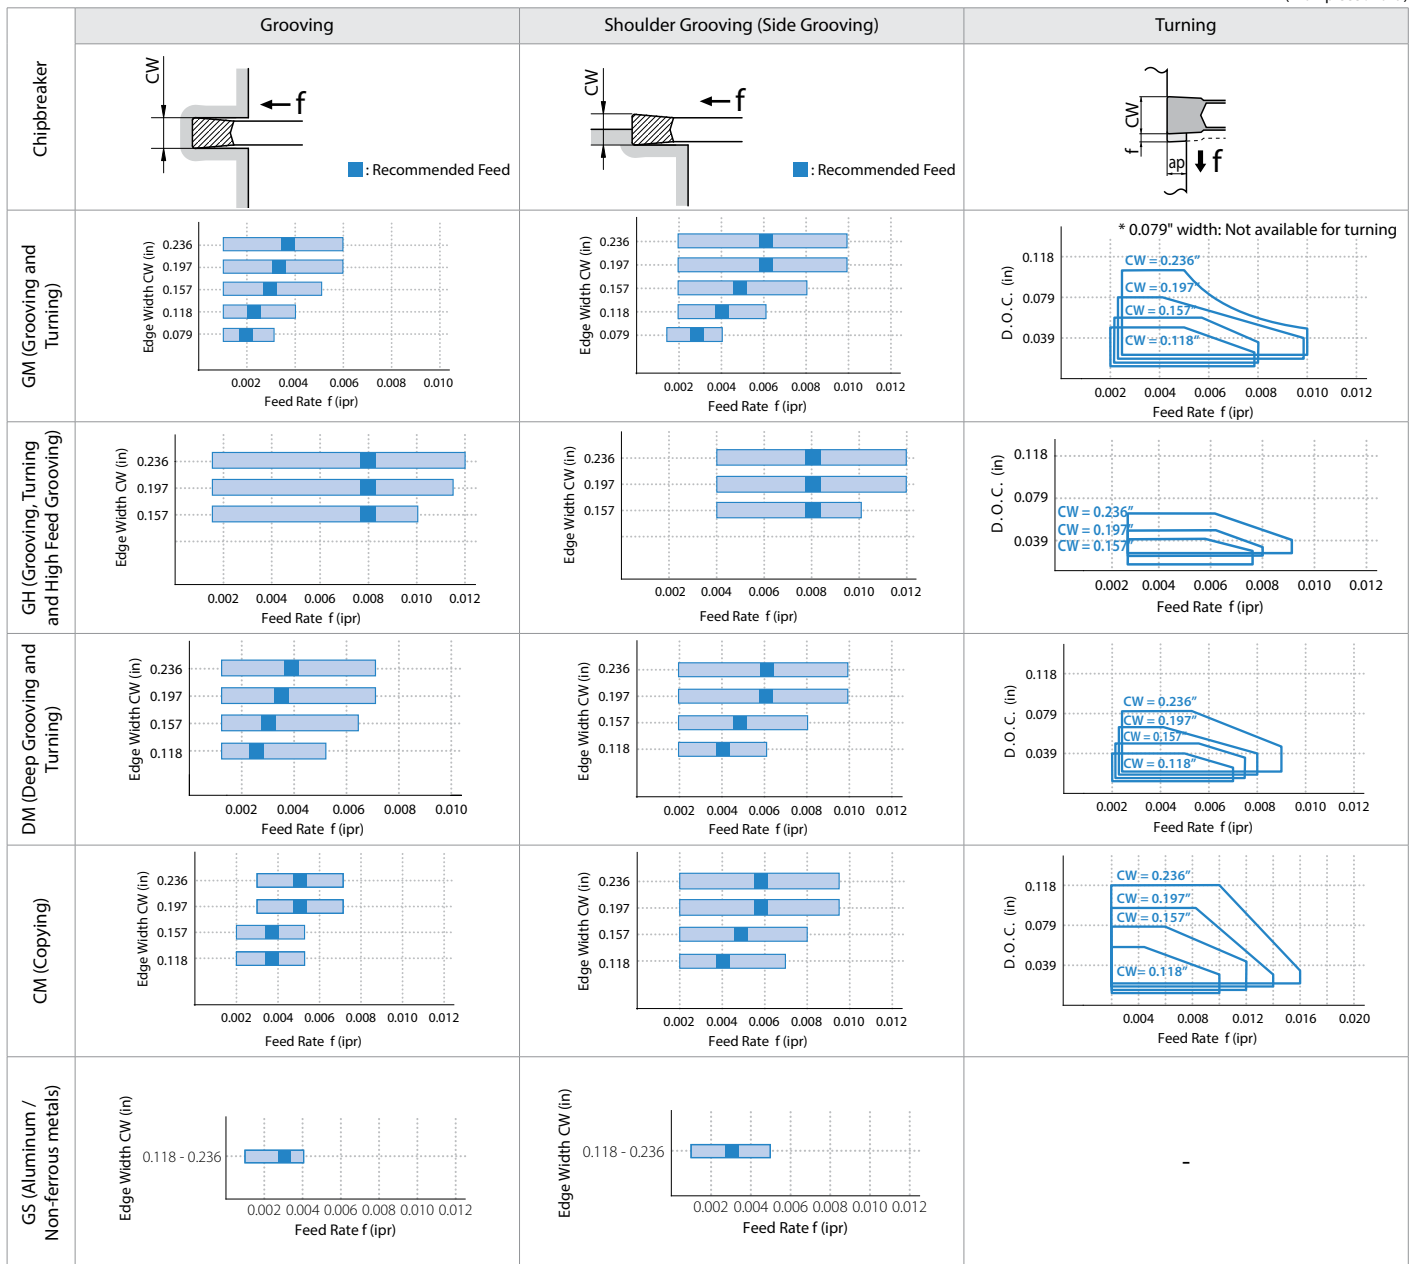 Grooving
Shoulder Grooving (Side Grooving)
Turning
Chipbreaker
CW
f
: Recommended Feed
CW
f
: Recommended Feed
CW
f
ap
f
GM (Grooving and
Turning)
Edge Width CW (in)
0.236
0.197
0.157
0.118
0.079
0.002 0.004 0.006 0.008 0.010
Feed Rate f (ipr)
Edge Width CW (in)
0.236
0.197
0.157
0.118
0.079
0.002 0.004 0.006 0.008 0.010 0.012
Feed Rate f (ipr)
* 0.079" width: Not available for turning
D.O.C. (in)
0.118
0.079
0.039
CW = 0.236"
CW = 0.197"
CW = 0.157"
CW = 0.118"
0.002 0.004 0.006 0.008 0.010 0.012
Feed Rate f (ipr)
GH (Grooving, Turning
and High Feed Grooving)
Edge Width CW (in)
0.236
0.197
0.157
0.002 0.004 0.006 0.008 0.010 0.012
Feed Rate f (ipr)
Edge Width CW (in)
0.236
0.197
0.157
0.004 0.006 0.008 0.010 0.012
Feed Rate f (ipr)
D.O.C. (in)
0.118
0.079
0.039
CW = 0.236"
CW = 0.197"
CW = 0.157"
0.002 0.004 0.006 0.008 0.010 0.012
Feed Rate f (ipr)
DM (Deep Grooving and
Turning)
Edge Width CW (in)
0.236
0.197
0.157
0.118
0.002 0.004 0.006 0.008 0.010
Feed Rate f (ipr)
Edge Width CW (in)
0.236
0.197
0.157
0.118
0.002 0.004 0.006 0.008 0.010 0.012
Feed Rate f (ipr)
D.O.C. (in)
0.118
0.079
0.039
CW = 0.236"
CW = 0.197"
CW = 0.157"
CW = 0.118"
0.002 0.004 0.006 0.008 0.010 0.012
Feed Rate f (ipr)
CM (Copying)
Edge Width CW (in)
0.236
0.197
0.157
0.118
0.002 0.004 0.006 0.008 0.010 0.012
Feed Rate f (ipr)
Edge Width CW (in)
0.236
0.197
0.157
0.118
0.002 0.004 0.006 0.008 0.010 0.012
Feed Rate f (ipr)
D.O.C. (in)
0.118
0.079
0.039
CW = 0.236"
CW = 0.197"
CW = 0.157"
CW= 0.118"
0.004 0.008 0.012 0.016 0.020
Feed Rate f (ipr)
GS (Aluminum /
Non-ferrous metals)
Edge Width CW (in)
0.118 - 0.236
0.002 0.004 0.006 0.008 0.010 0.012
Feed Rate f (ipr)
Edge Width CW (in)
0.118 - 0.236
0.002 0.004 0.006 0.008 0.010 0.012
Feed Rate f (ipr)
-